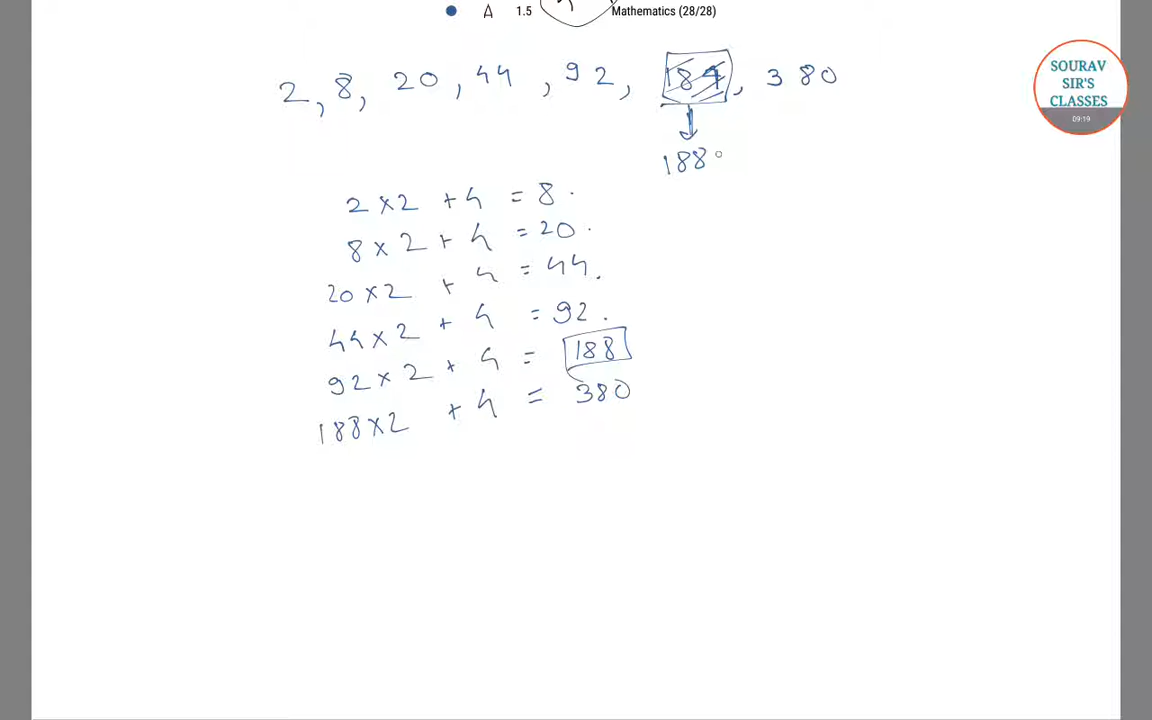 A 1.5 Mathematics (28/28)
2, 8, 20, 44, 92, 184, 380
188
SOURAV
SIR'S
CLASSES
09:19
2 × 2 + 4 = 8.
8 × 2 + 4 = 20.
20 × 2 + 4 = 44.
44 × 2 + 4 = 92.
92 × 2 + 4 = 188
188 × 2 + 4 = 380